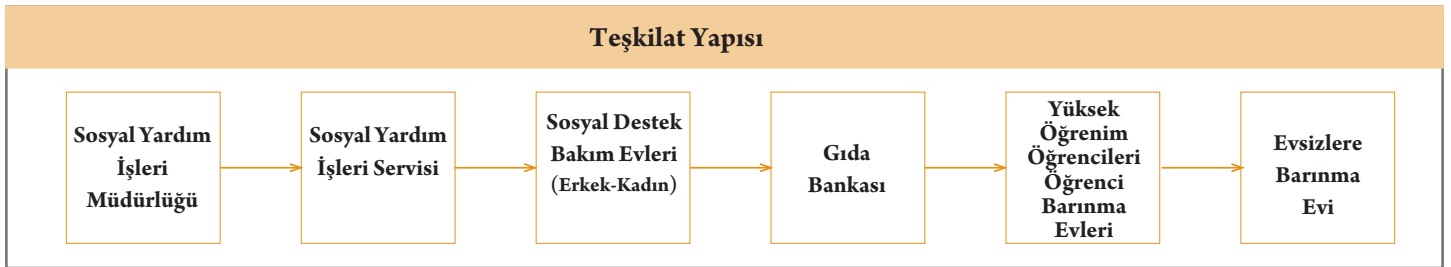 Teşkilat Yapısı
Sosyal Yardım
İşleri
Müdürlüğü
Sosyal Yardım
İşleri Servisi
Sosyal Destek
Bakım Evleri
(Erkek-Kadın)
Gıda
Bankası
Yüksek
Öğrenim
Öğrencileri
Öğrenci
Barınma
Evleri
Evsizlere
Barınma
Evi